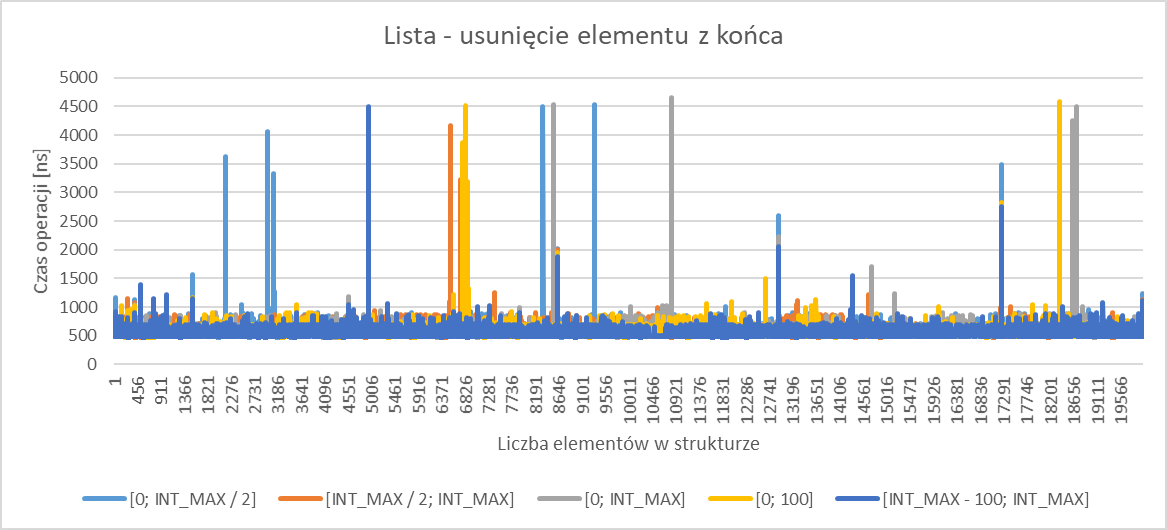 Lista - usunięcie elementu z końca
Czas operacji [ns]
5000
4500
4000
3500
3000
2500
2000
1500
1000
500
0
1 456 911 1366 1821 2276 2731 3186 3641 4096 4551 5006 5461 5916 6371 6826 7281 7736 8191 8646 9101 9556 10011 10466 10921 11376 11831 12286 12741 13196 13651 14106 14561 15016 15471 15926 16381 16836 17291 17746 18201 18656 19111 19566
Liczba elementów w strukturze
[0; INT_MAX / 2] [INT_MAX / 2; INT_MAX] [0; INT_MAX] [0; 100] [INT_MAX - 100; INT_MAX]